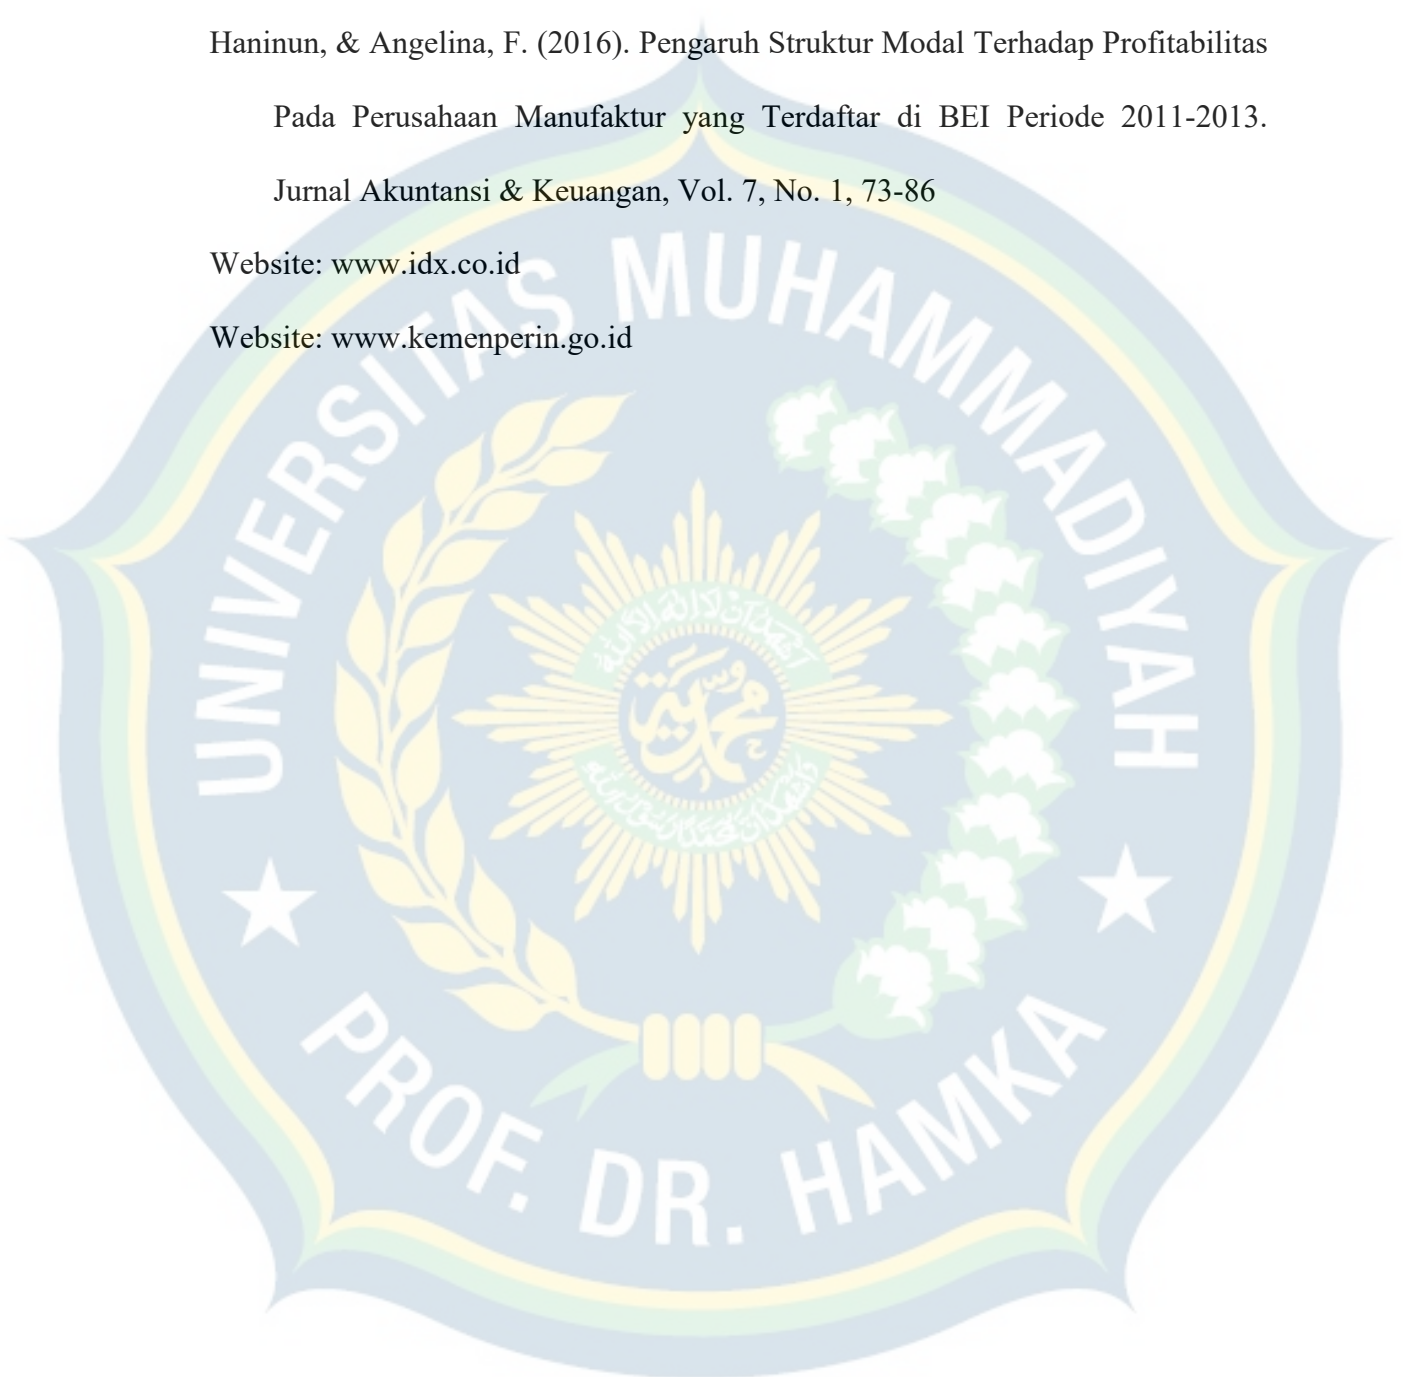 Haninun, & Angelina, F. (2016). Pengaruh Struktur Modal Terhadap Profitabilitas
Pada Perusahaan Manufaktur yang Terdaftar di BEI Periode 2011-2013.
Jurnal Akuntansi & Keuangan, Vol. 7, No. 1, 73-86
Website: www.idx.co.id
Website: www.kemenperin.go.id
UNIVERSITAS MUHAMMADIYAH
محمدية
PROF. DR. HAMKA